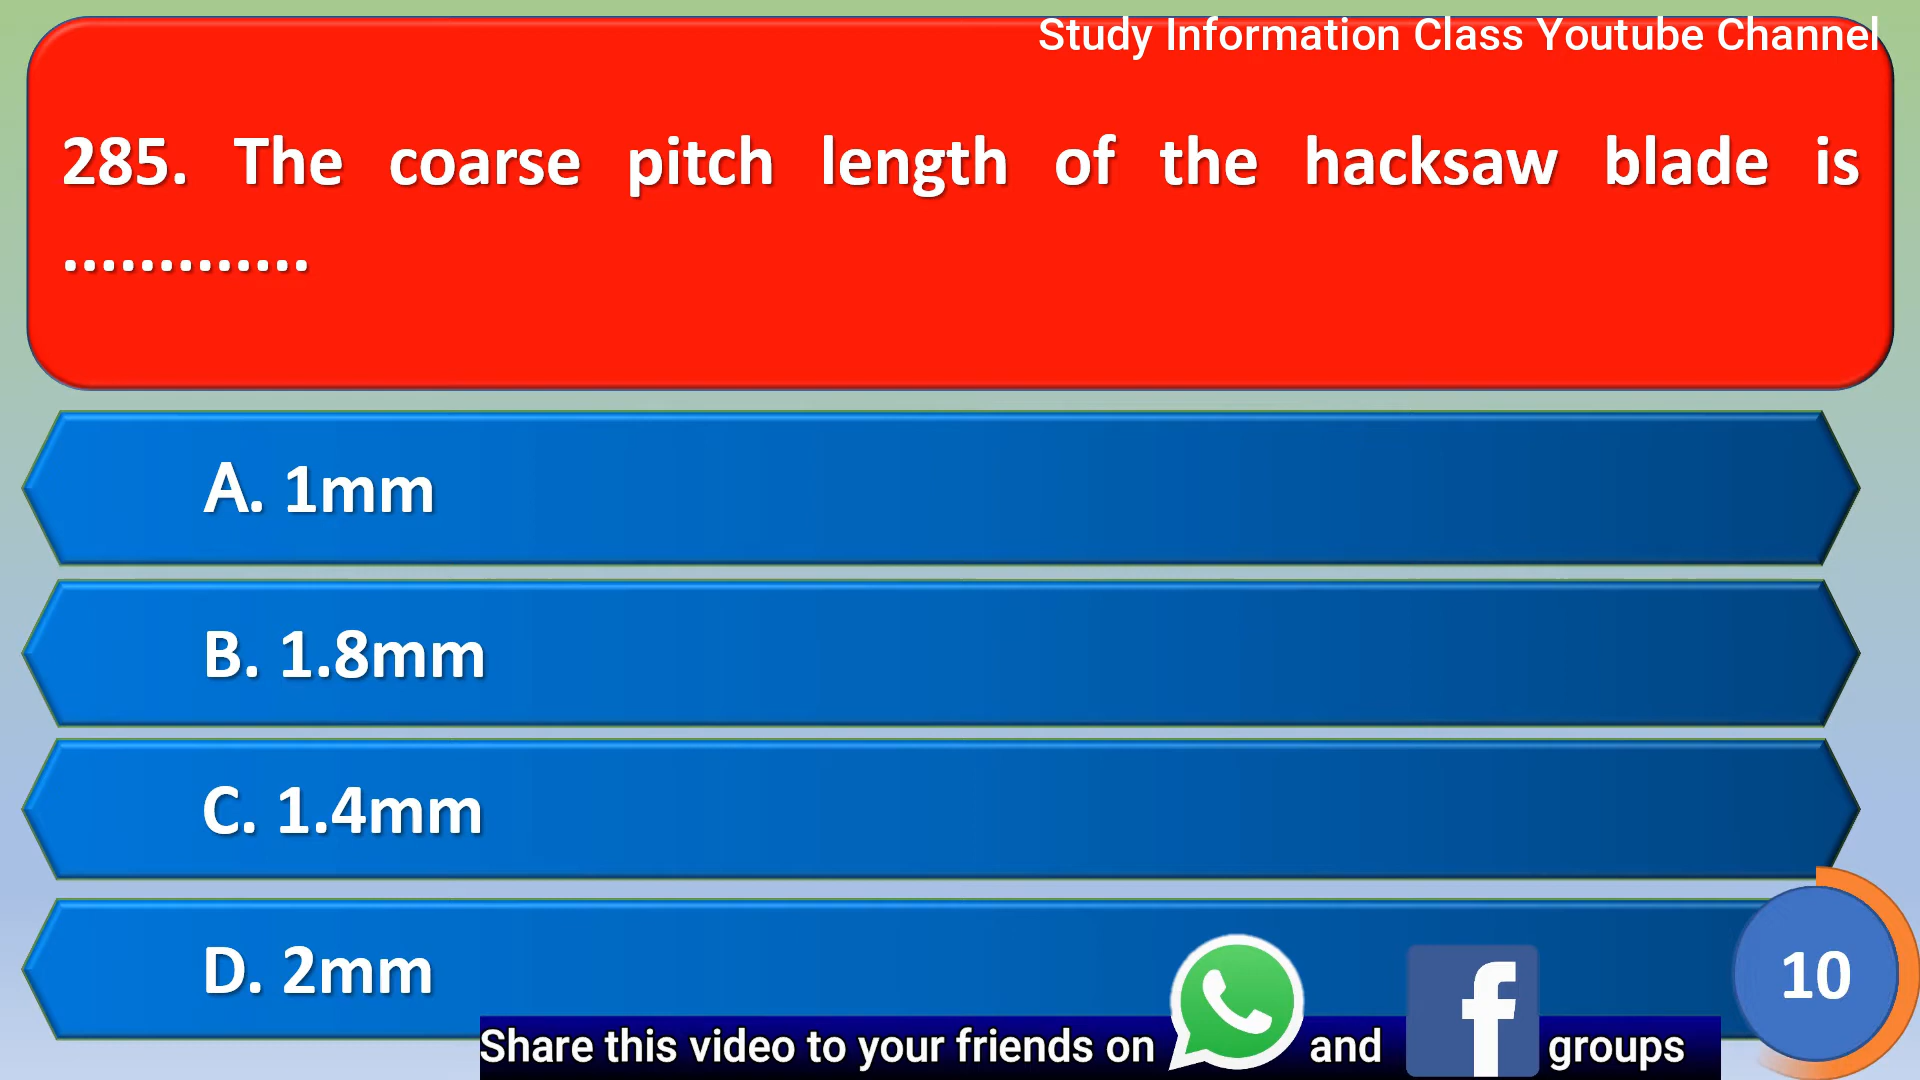 Study Information Class Youtube Channel
285. The coarse pitch length of the hacksaw blade is
.............
A. 1mm
B. 1.8mm
C. 1.4mm
D. 2mm
10
Share this video to your friends on and groups